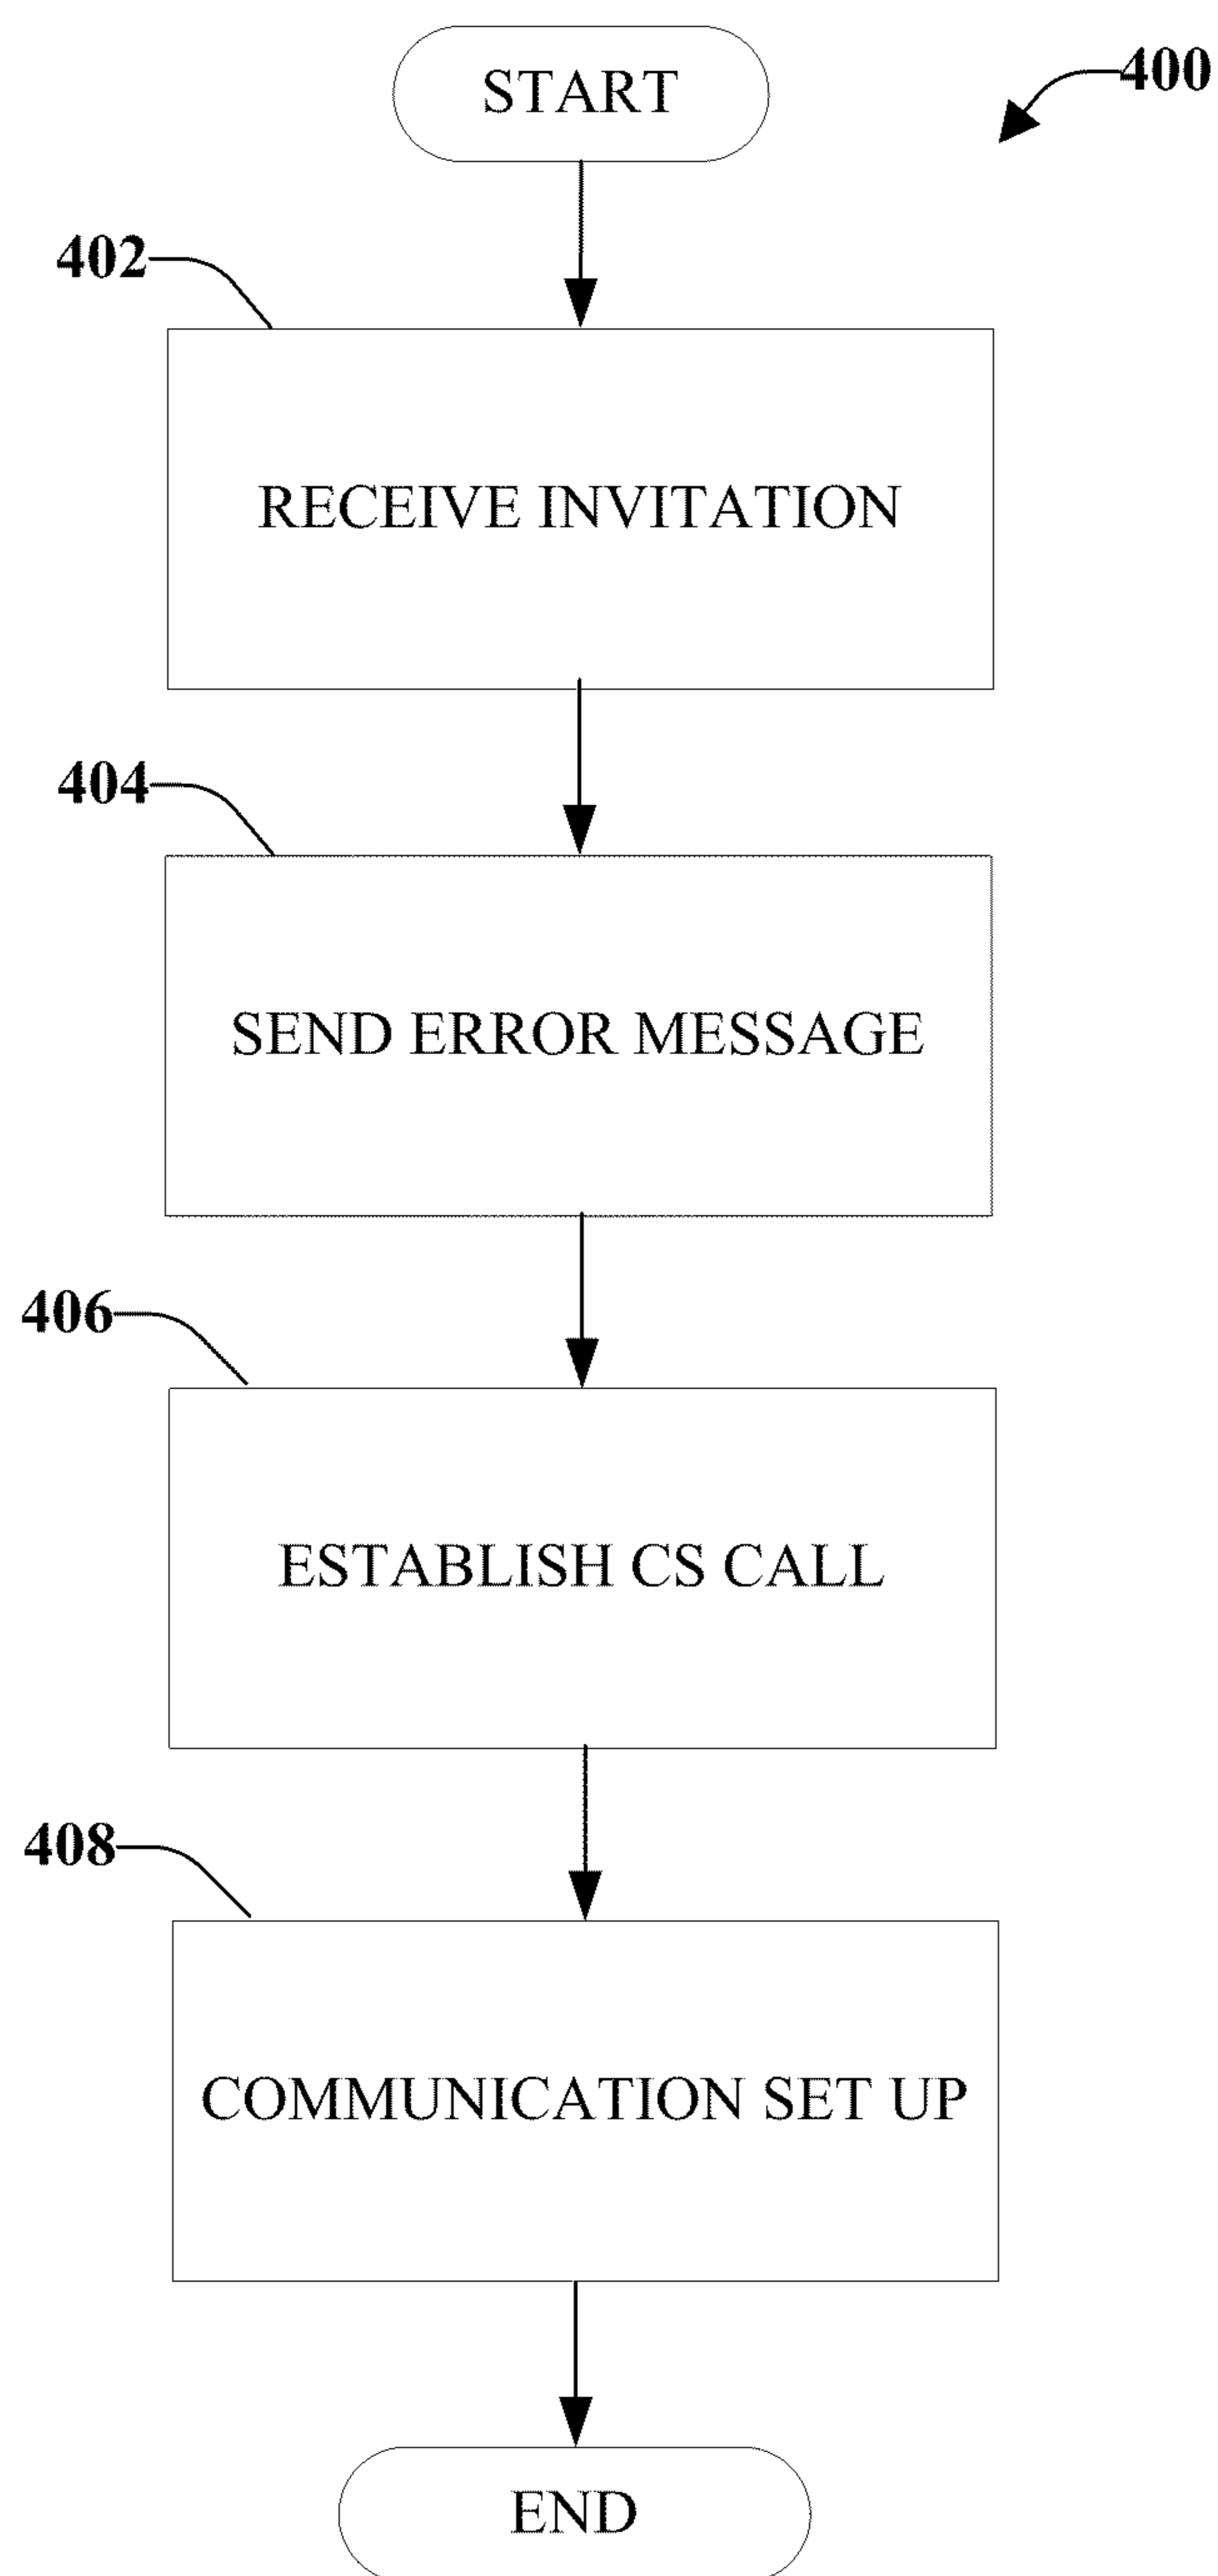 START
400
402
RECEIVE INVITATION
404
SEND ERROR MESSAGE
406
ESTABLISH CS CALL
408
COMMUNICATION SET UP
END